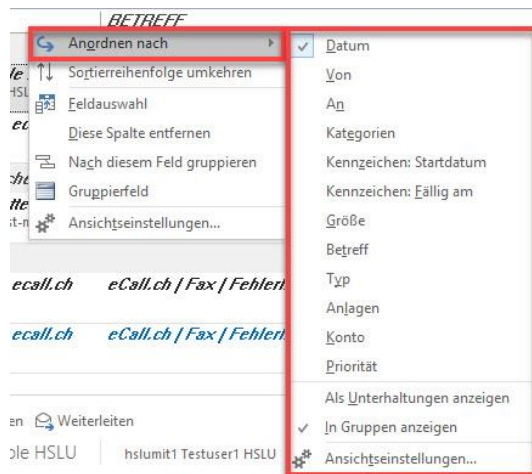 BETREFF
Anordnen nach
Sortierreihenfolge umkehren
Feldauswahl
Diese Spalte entfernen
Nach diesem Feld gruppieren
Gruppierfeld
Ansichtseinstellungen...
Datum
Von
An
Kategorien
Kennzeichen: Startdatum
Kennzeichen: Fällig am
Größe
Betreff
Typ
Anlagen
Konto
Priorität
Als Unterhaltungen anzeigen
In Gruppen anzeigen
Ansichtseinstellungen...
ecall.ch eCall.ch / Fax /
ecall.ch eCall.ch / Fax /
Weiterleiten
HSLU hslumit1 Testuser1 HSLU